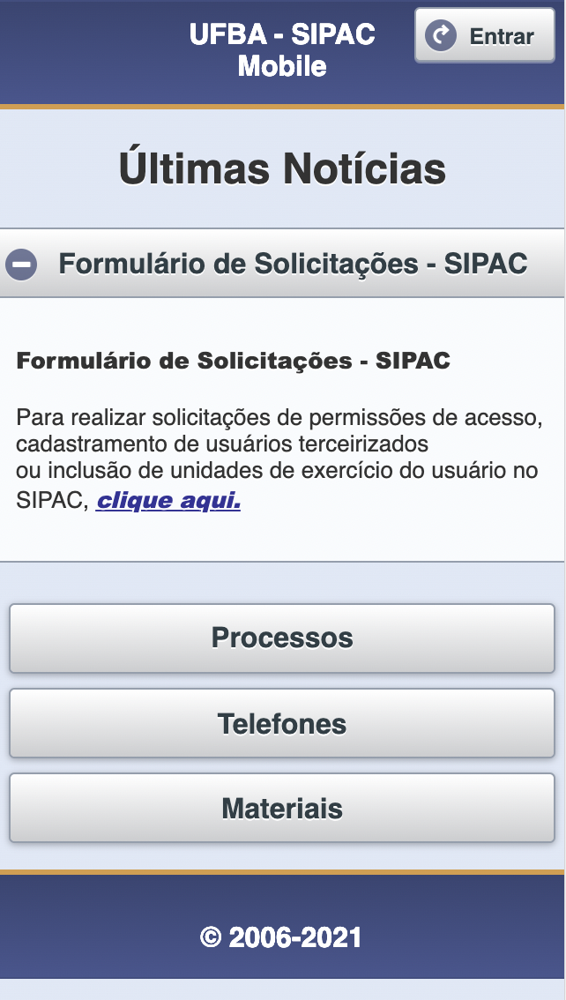 UFBA - SIPAC
Mobile
Entrar
Últimas Notícias
Formulário de Solicitações - SIPAC
Formulário de Solicitações - SIPAC
Para realizar solicitações de permissões de acesso,
cadastramento de usuários terceirizados
ou inclusão de unidades de exercício do usuário no
SIPAC, clique aqui.
Processos
Telefones
Materiais
© 2006-2021